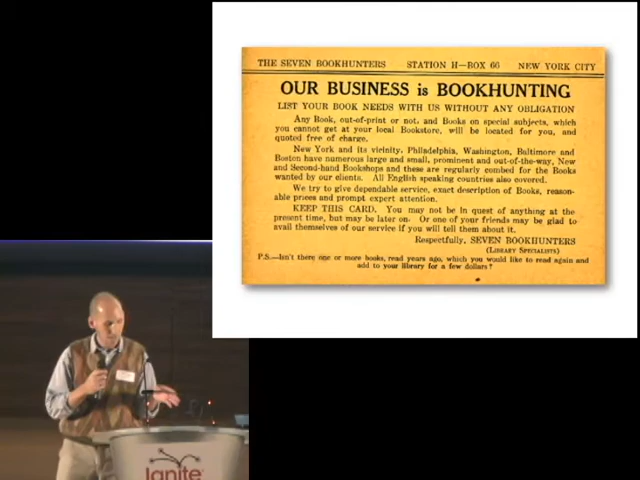 THE SEVEN BOOKHUNTERS STATION H—BOX 66 NEW YORK CITY
OUR BUSINESS is BOOKHUNTING
LIST YOUR BOOK NEEDS WITH US WITHOUT ANY OBLIGATION
Any Book, out-of-print or not, and Books on special subjects, which
you cannot get at your local Bookstore, will be located for you, and
quoted free of charge.
New York and its vicinity, Philadelphia, Washington, Baltimore and
Boston have numerous large and small, prominent and out-of-the-way, New
and Second-hand Bookshops and these are regularly combed for the Books
wanted by our clients. All English speaking countries also covered.
We try to give dependable service, exact description of Books, reason-
able prices and prompt expert attention.
KEEP THIS CARD. You may not be in quest of anything at the
present time, but may be later on. Or one of your friends may be glad to
avail themselves of our service if you will tell them about it.
Respectfully, SEVEN BOOKHUNTERS
(LIBRARY SPECIALISTS)
P.S.—Isn't there one or more books, read years ago, which you would like to read again and
add to your library for a few dollars?
Ignite